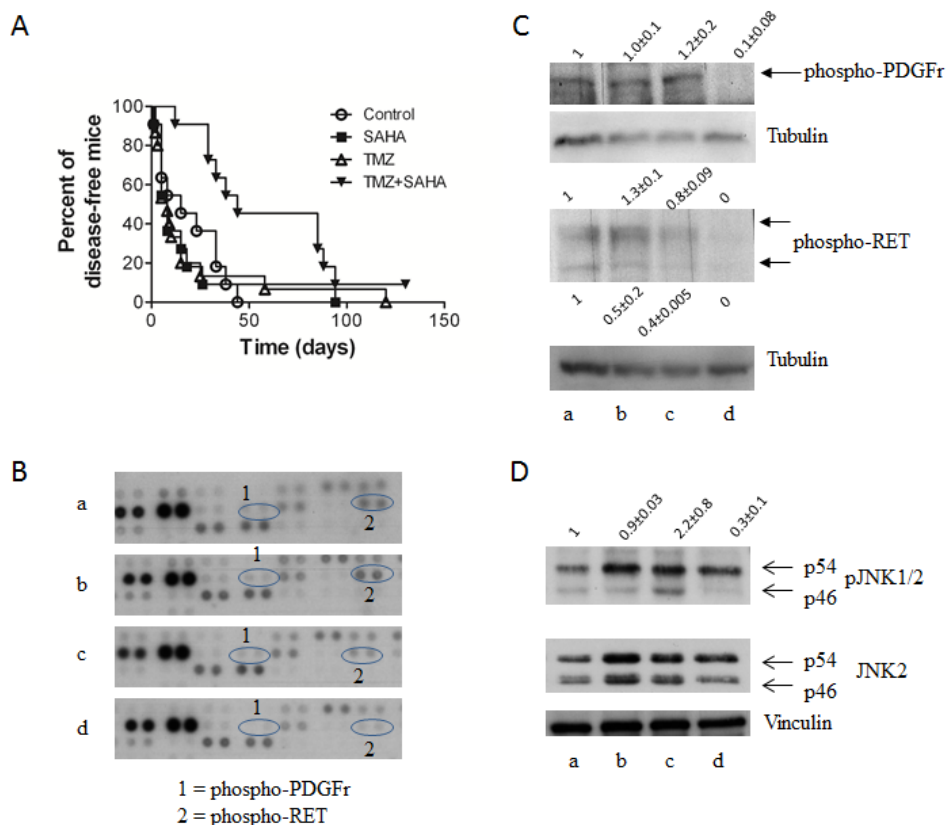 A
Percent of
disease-free mice
100
80
60
40
20
0
0 50 100 150
Time (days)
Control
SAHA
TMZ
TMZ+SAHA
B
a
1
2
b
1
2
c
1
2
d
1
2
1 = phospho-PDGFr
2 = phospho-RET
C
1 1.0±0.1 1.2±0.2 0.1±0.08
phospho-PDGFr
Tubulin
1 1.3±0.1 0.8±0.09 0
phospho-RET
1 0.5±0.2 0.4±0.005 0
Tubulin
a b c d
D
1 0.9±0.03 2.2±0.8 0.3±0.1
p54
pJNK1/2
p46
p54
JNK2
p46
Vinculin
a b c d